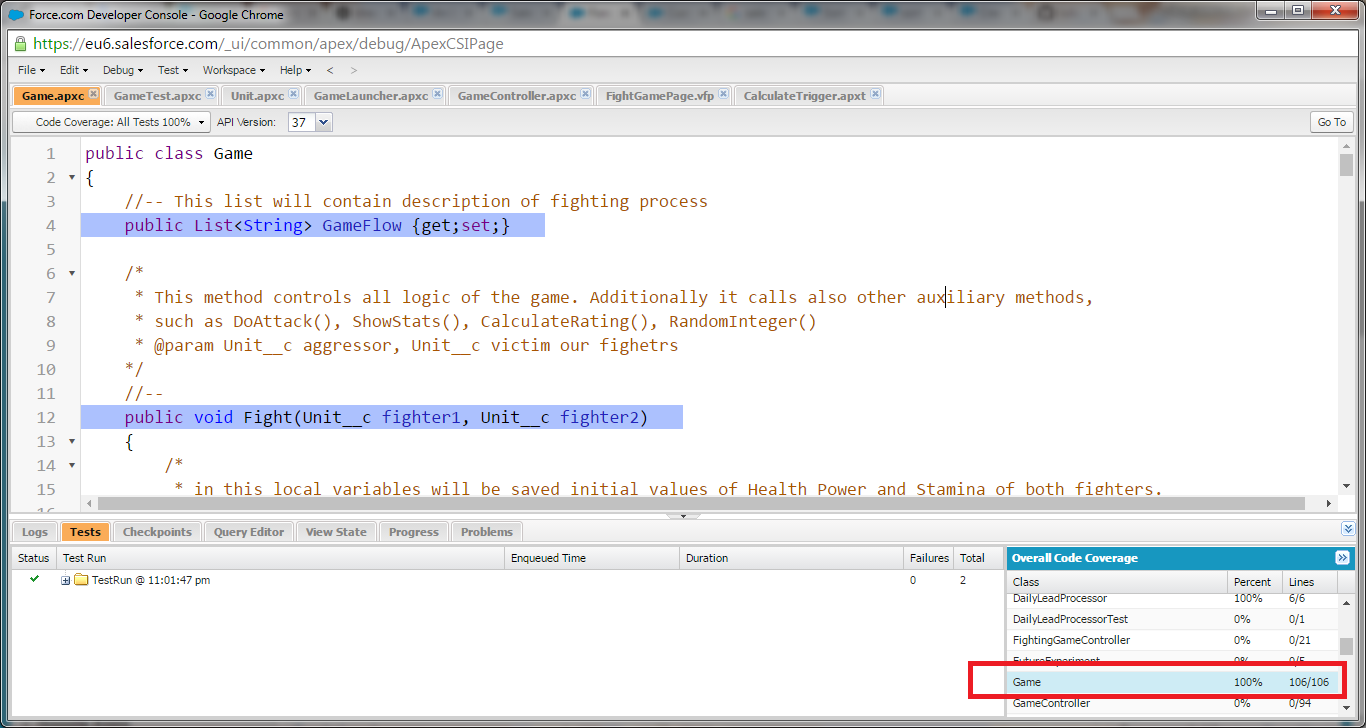 Force.com Developer Console - Google Chrome
https://eu6.salesforce.com/_ui/common/apex/debug/ApexCSIPage
File Edit Debug Test Workspace Help < >
Game.apxc GameTest.apxc Unit.apxc GameLauncher.apxc GameController.apxc FightGamePage.vfp CalculateTrigger.apxt
Code Coverage: All Tests 100% API Version: 37 Go To
1 public class Game
2 {
3 //-- This list will contain description of fighting process
4 public List<String> GameFlow {get;set;}
5
6 /*
7 * This method controls all logic of the game. Additionally it calls also other auxiliary methods,
8 * such as DoAttack(), ShowStats(), CalculateRating(), RandomInteger()
9 * @param Unit__c aggressor, Unit__c victim our fighetrs
10 */
11 //--
12 public void Fight(Unit__c fighter1, Unit__c fighter2)
13 {
14 /*
15 * in this local variables will be saved initial values of Health Power and Stamina of both fighters.
16
Logs Tests Checkpoints Query Editor View State Progress Problems
Status Test Run Enqueued Time Duration Failures Total
TestRun @ 11:01:47 pm 0 2
Overall Code Coverage
Class Percent Lines
DailyLeadProcessor 100% 6/6
DailyLeadProcessorTest 0% 0/1
FightingGameController 0% 0/21
FutureExperiment 0% 0/5
Game 100% 106/106
GameController 0% 0/94